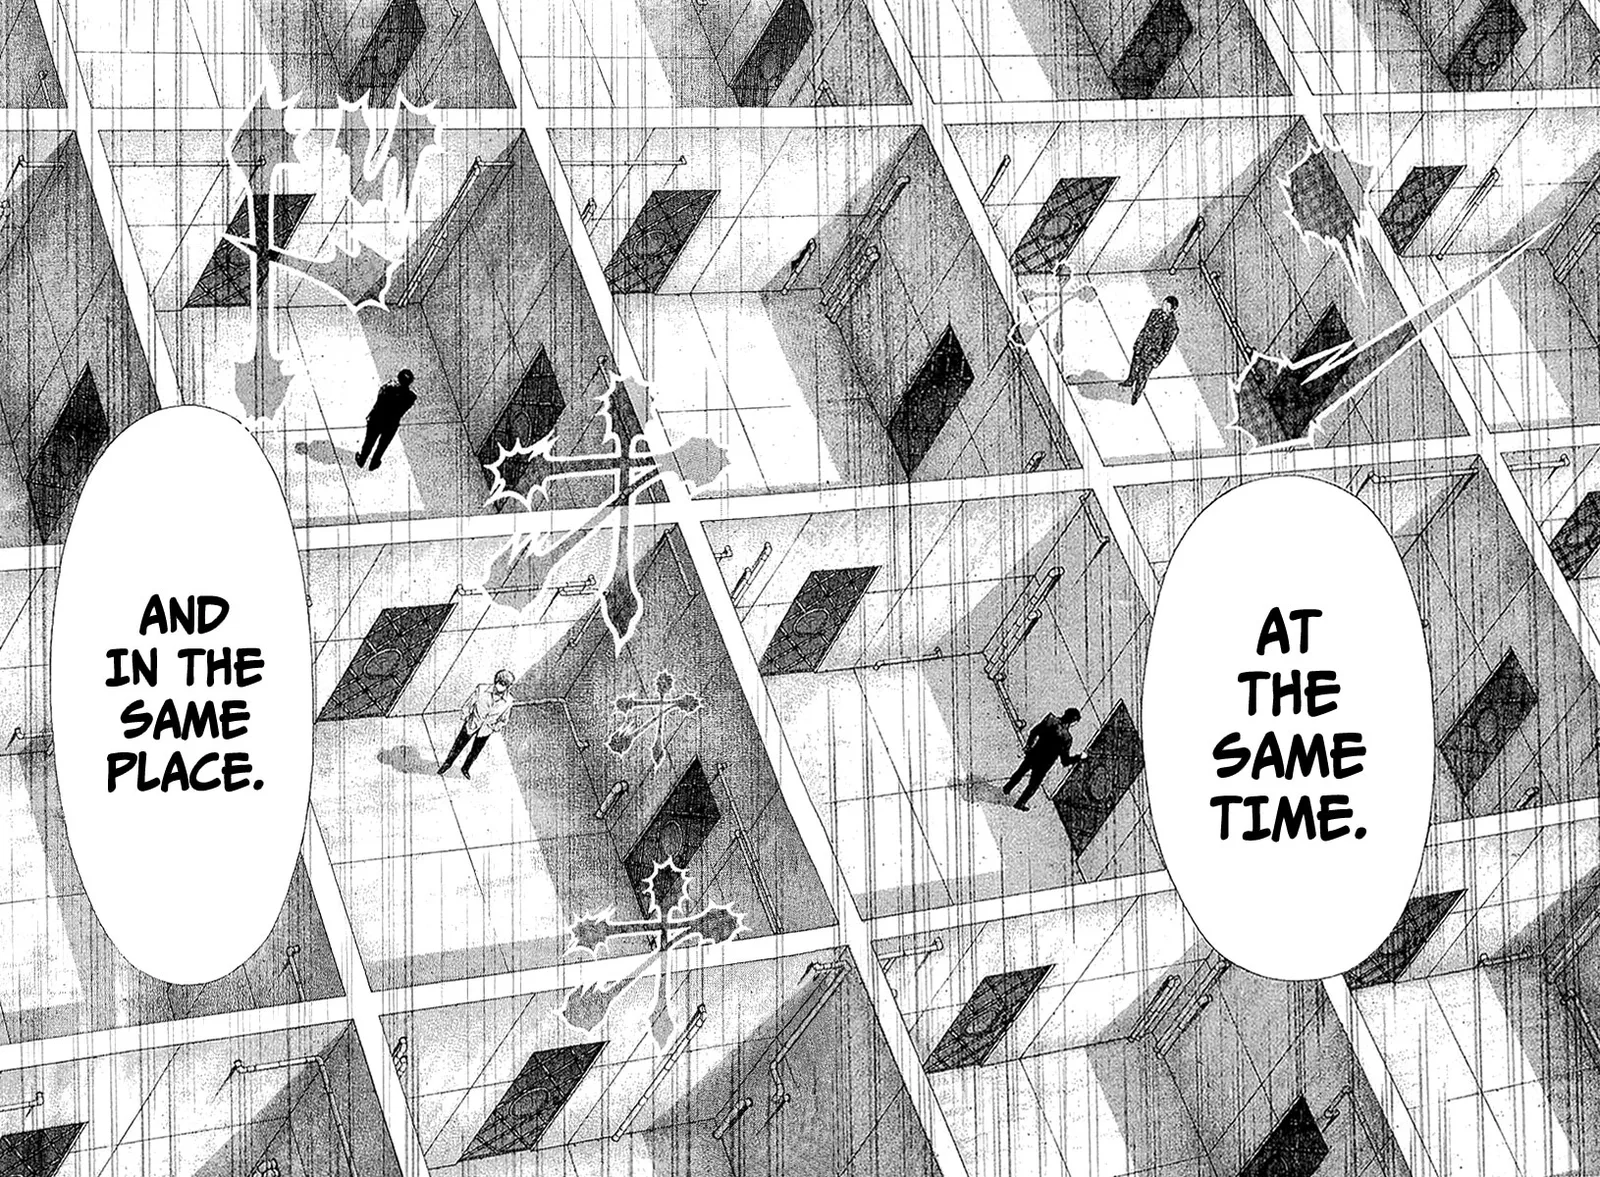 AT
THE
SAME
TIME.
AND
IN THE
SAME
PLACE.